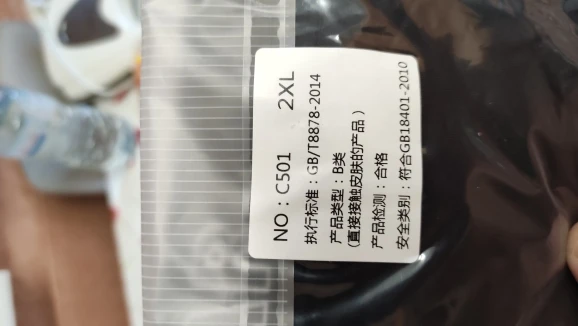 NO：C501 2XL
执行标准：GB/T8878-2014
产品类型：B类
(直接接触皮肤的产品）
产品检测：合格
安全类别：符合GB18401-2010